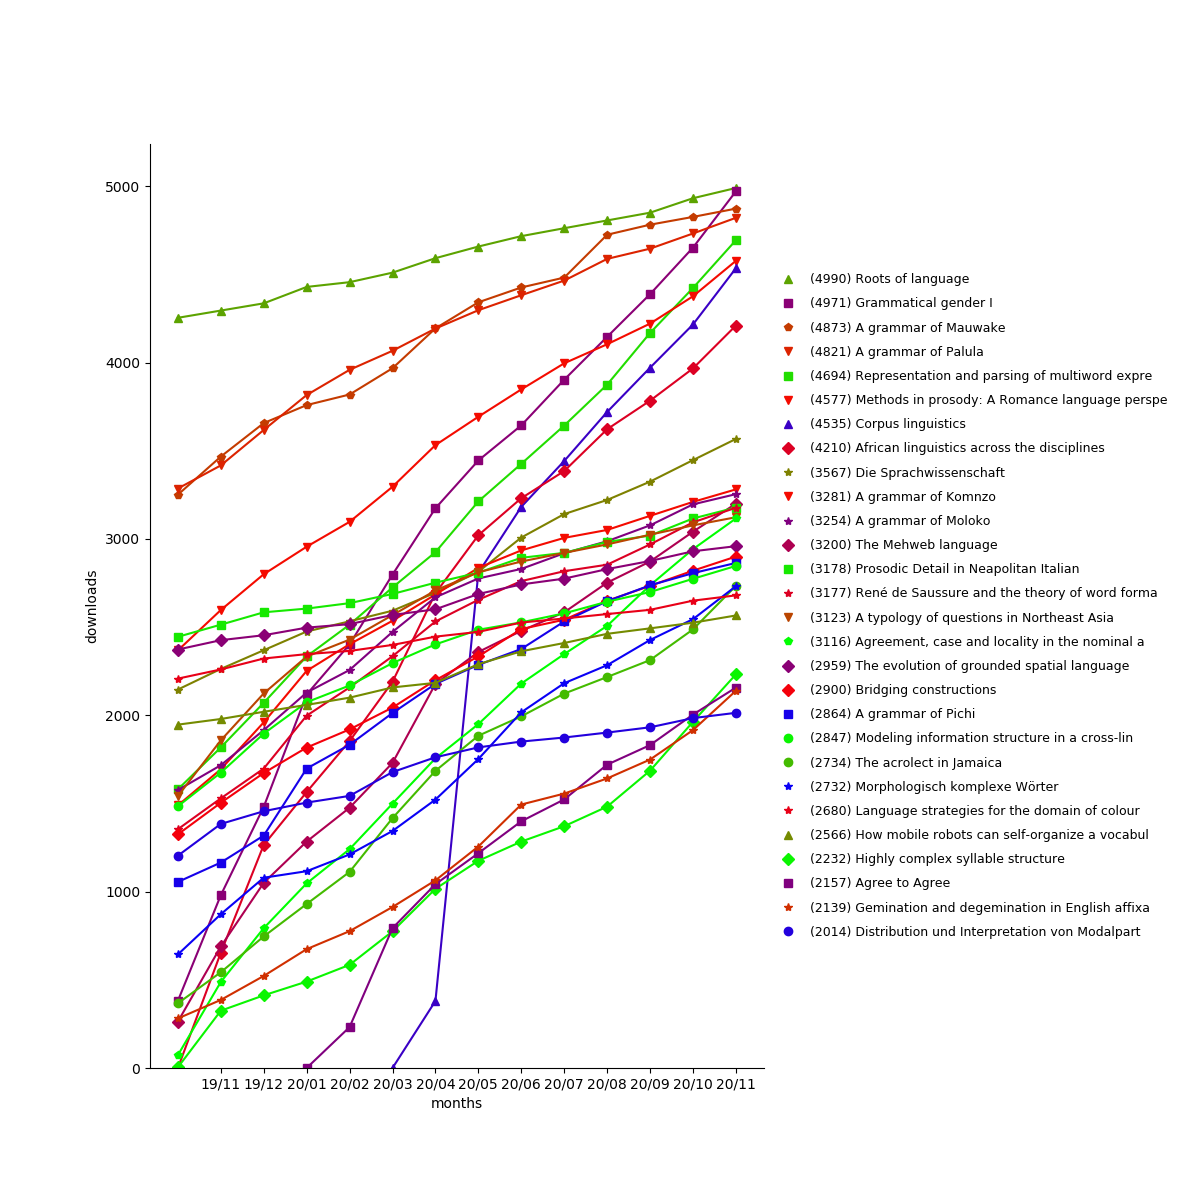 5000
4000
3000
2000
1000
0
downloads
19/11 19/12 20/01 20/02 20/03 20/04 20/05 20/06 20/07 20/08 20/09 20/10 20/11
months
(4990) Roots of language
(4971) Grammatical gender I
(4873) A grammar of Mauwake
(4821) A grammar of Palula
(4694) Representation and parsing of multiword expre
(4577) Methods in prosody: A Romance language perspe
(4535) Corpus linguistics
(4210) African linguistics across the disciplines
(3567) Die Sprachwissenschaft
(3281) A grammar of Komnzo
(3254) A grammar of Moloko
(3200) The Mehweb language
(3178) Prosodic Detail in Neapolitan Italian
(3177) René de Saussure and the theory of word forma
(3123) A typology of questions in Northeast Asia
(3116) Agreement, case and locality in the nominal a
(2959) The evolution of grounded spatial language
(2900) Bridging constructions
(2864) A grammar of Pichi
(2847) Modeling information structure in a cross-lin
(2734) The acrolect in Jamaica
(2732) Morphologisch komplexe Wörter
(2680) Language strategies for the domain of colour
(2566) How mobile robots can self-organize a vocabul
(2232) Highly complex syllable structure
(2157) Agree to Agree
(2139) Gemination and degemination in English affixa
(2014) Distribution und Interpretation von Modalpart